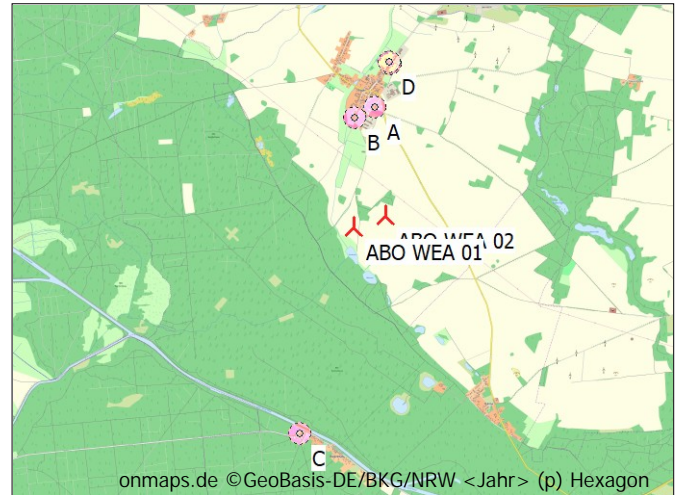 D
A
B
ABO WEA 02
ABO WEA 01
C
onmaps.de ©GeoBasis-DE/BKG/NRW <Jahr> (p) Hexagon